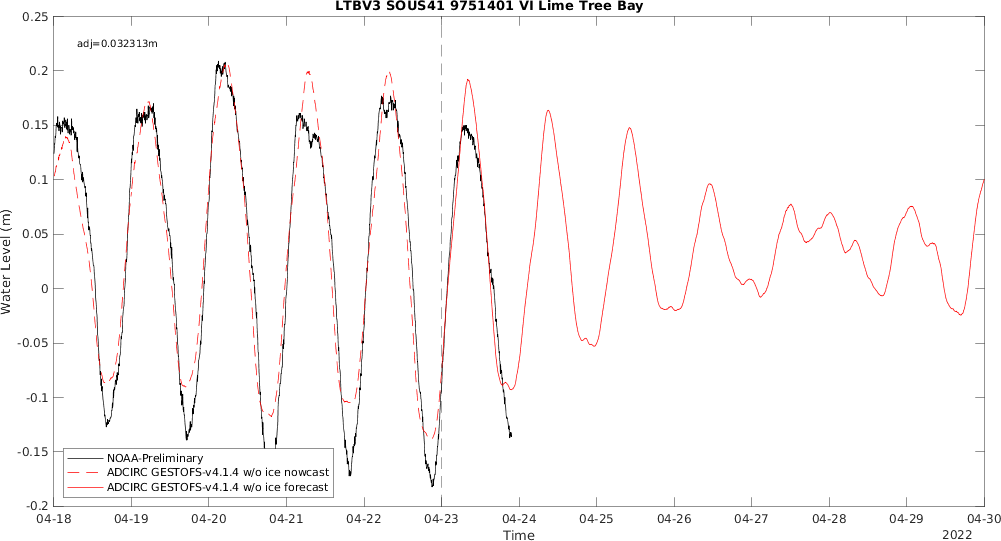 LTBV3 SOUS41 9751401 VI Lime Tree Bay
0.25
adj=0.032313m
0.2
0.15
0.1
0.05
0
-0.05
-0.1
-0.15
-0.2
Water Level (m)
NOAA-Preliminary
ADCIRC GESTOFS-v4.1.4 w/o ice nowcast
ADCIRC GESTOFS-v4.1.4 w/o ice forecast
04-18 04-19 04-20 04-21 04-22 04-23 04-24 04-25 04-26 04-27 04-28 04-29 04-30
Time
2022